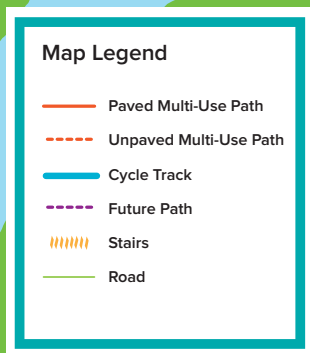 Map Legend
Paved Multi-Use Path
Unpaved Multi-Use Path
Cycle Track
Future Path
Stairs
Road